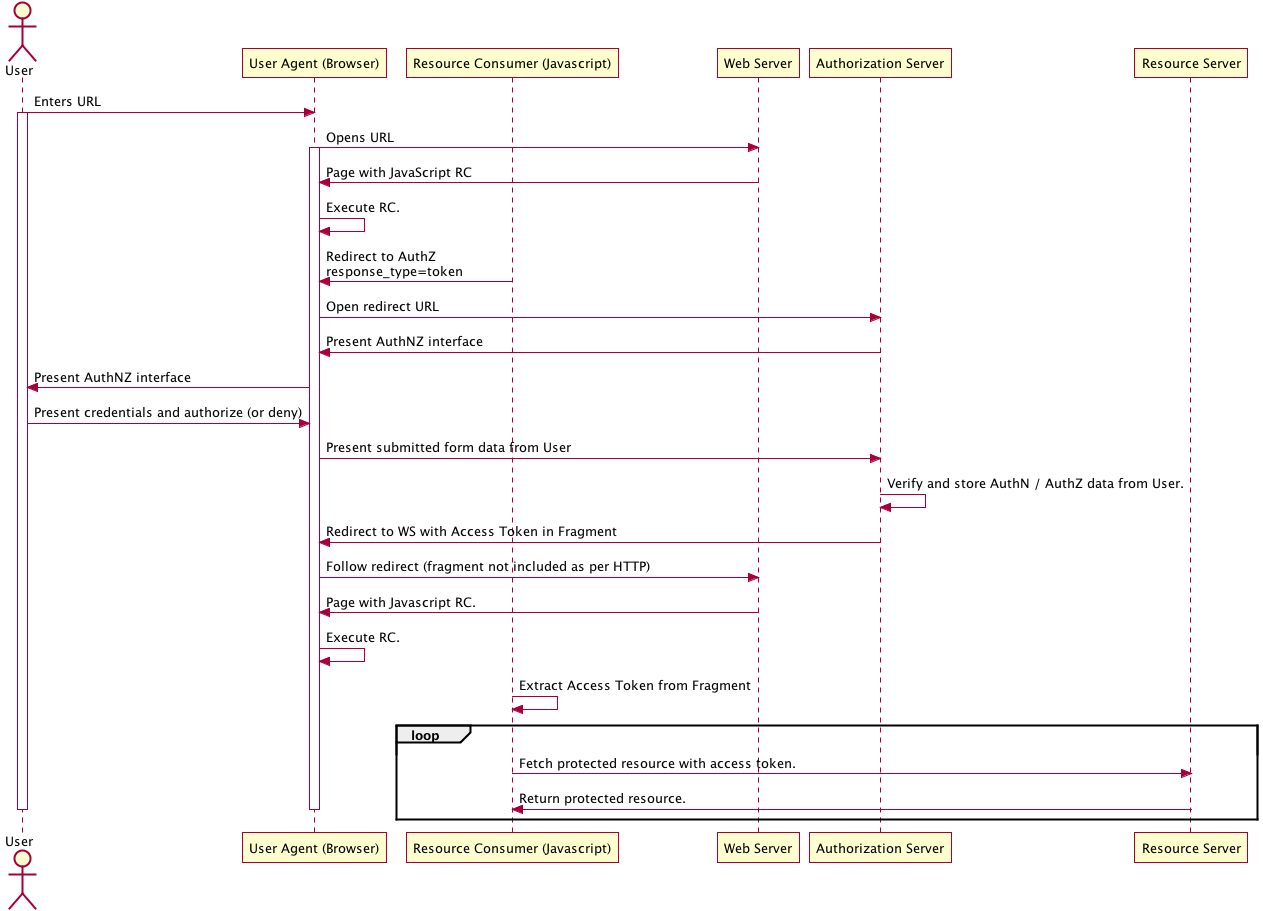 User
User Agent (Browser)
Resource Consumer (Javascript)
Web Server
Authorization Server
Resource Server
Enters URL
Opens URL
Page with JavaScript RC
Execute RC.
Redirect to AuthZ
response_type=token
Open redirect URL
Present AuthNZ interface
Present AuthNZ interface
Present credentials and authorize (or deny)
Present submitted form data from User
Verify and store AuthN / AuthZ data from User.
Redirect to WS with Access Token in Fragment
Follow redirect (fragment not included as per HTTP)
Page with Javascript RC.
Execute RC.
Extract Access Token from Fragment
loop
Fetch protected resource with access token.
Return protected resource.
User
User Agent (Browser)
Resource Consumer (Javascript)
Web Server
Authorization Server
Resource Server